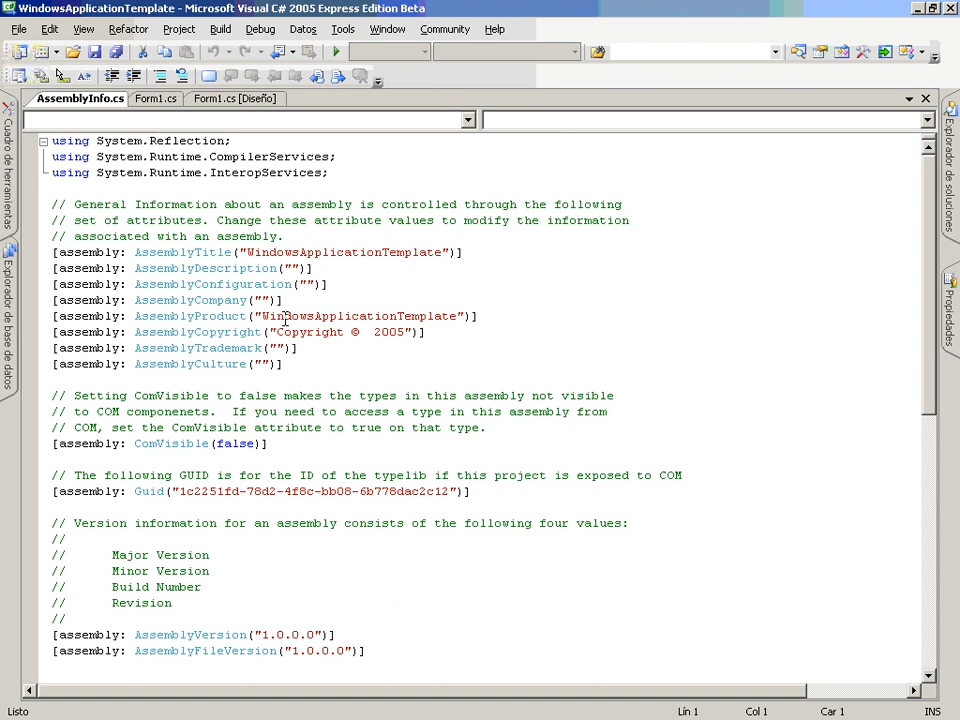 WindowsApplicationTemplate - Microsoft Visual C# 2005 Express Edition Beta
File Edit View Refactor Project Build Debug Data Tools Window Community Help
AssemblyInfo.cs Form1.cs Form1.cs [Diseño]
Cuadro de herramientas
Explorador de base de datos
Explorador de soluciones
Propiedades
using System.Reflection;
using System.Runtime.CompilerServices;
using System.Runtime.InteropServices;
// General Information about an assembly is controlled through the following
// set of attributes. Change these attribute values to modify the information
// associated with an assembly.
[assembly: AssemblyTitle("WindowsApplicationTemplate")]
[assembly: AssemblyDescription("")]
[assembly: AssemblyConfiguration("")]
[assembly: AssemblyCompany("")]
[assembly: AssemblyProduct("WindowsApplicationTemplate")]
[assembly: AssemblyCopyright("Copyright ©  2005")]
[assembly: AssemblyTrademark("")]
[assembly: AssemblyCulture("")]
// Setting ComVisible to false makes the types in this assembly not visible
// to COM componenets.  If you need to access a type in this assembly from
// COM, set the ComVisible attribute to true on that type.
[assembly: ComVisible(false)]
// The following GUID is for the ID of the typelib if this project is exposed to COM
[assembly: Guid("1c2251fd-78d2-4f8c-bb08-6b778dac2c12")]
// Version information for an assembly consists of the following four values:
//
//      Major Version
//      Minor Version
//      Build Number
//      Revision
//
[assembly: AssemblyVersion("1.0.0.0")]
[assembly: AssemblyFileVersion("1.0.0.0")]
Listo Lín 1 Col 1 Car 1 INS